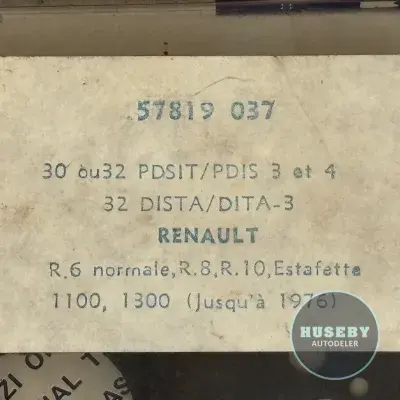 57819 037
30 ou32 PDSIT/PDIS 3 et 4
32 DISTA/DITA-3
RENAULT
R.6 normale,R.8,R.10,Estafette
1100, 1300 (Jusqu'à 1976)
HUSEBY
AUTODELER